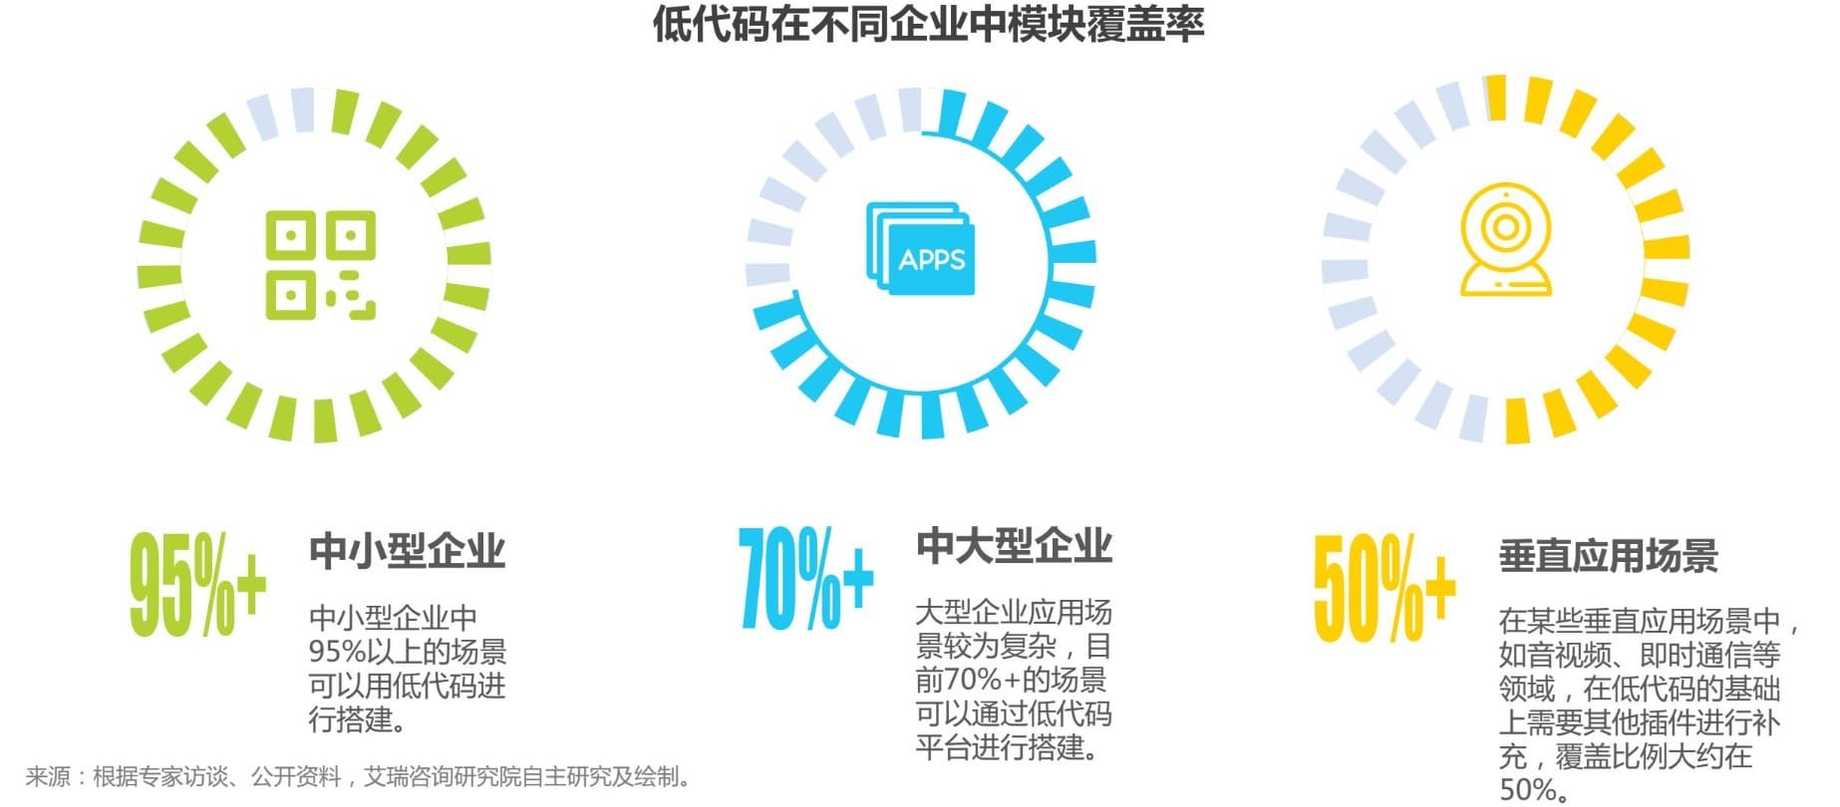 低代码在不同企业中模块覆盖率
APPS
95%+
中小型企业
中小型企业中
95%以上的场景
可以用低代码进
行搭建。
70%+
中大型企业
大型企业应用场
景较为复杂，目
前70%+的场景
可以通过低代码
平台进行搭建。
50%+
垂直应用场景
在某些垂直应用场景中，
如音视频、即时通信等
领域，在低代码的基础
上需要其他插件进行补
充，覆盖比例大约在
50%。
来源：根据专家访谈、公开资料，艾瑞咨询研究院自主研究及绘制。